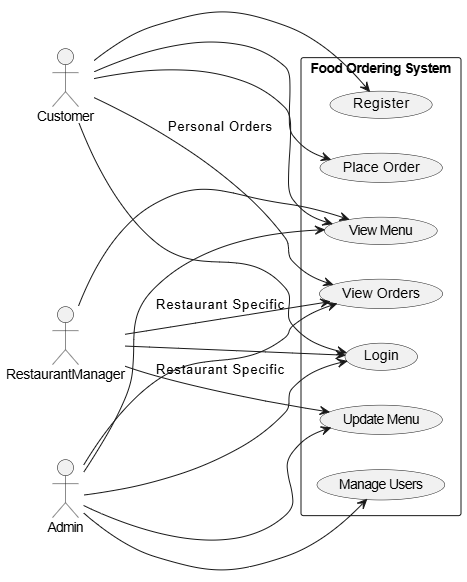 Food Ordering System
Register
Customer
Personal Orders
Place Order
View Menu
View Orders
Restaurant Specific
Login
RestaurantManager
Restaurant Specific
Update Menu
Manage Users
Admin